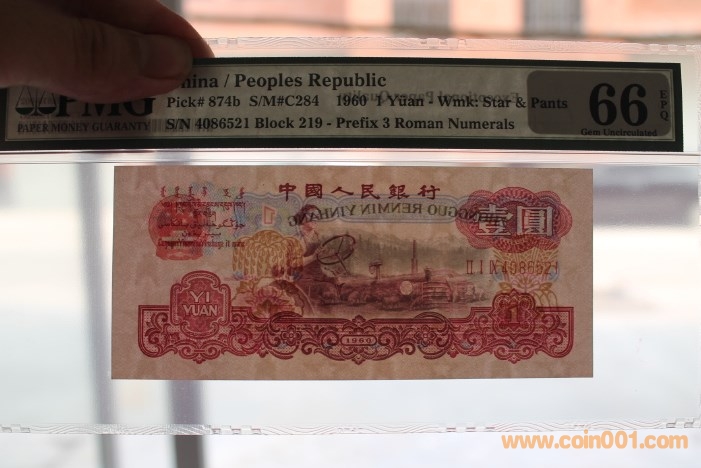 China / Peoples Republic
PMG
PAPER MONEY GUARANTY
Pick# 874b S/M#C284 1960 1 Yüan - Wmk: Star & Pants
S/N 4086521 Block 219 - Prefix 3 Roman Numerals
66
EPQ
Gem Uncirculated
中國人民銀行
壹圓
II I IX 4086521
YI
YUAN
1
1960
www.coin001.com